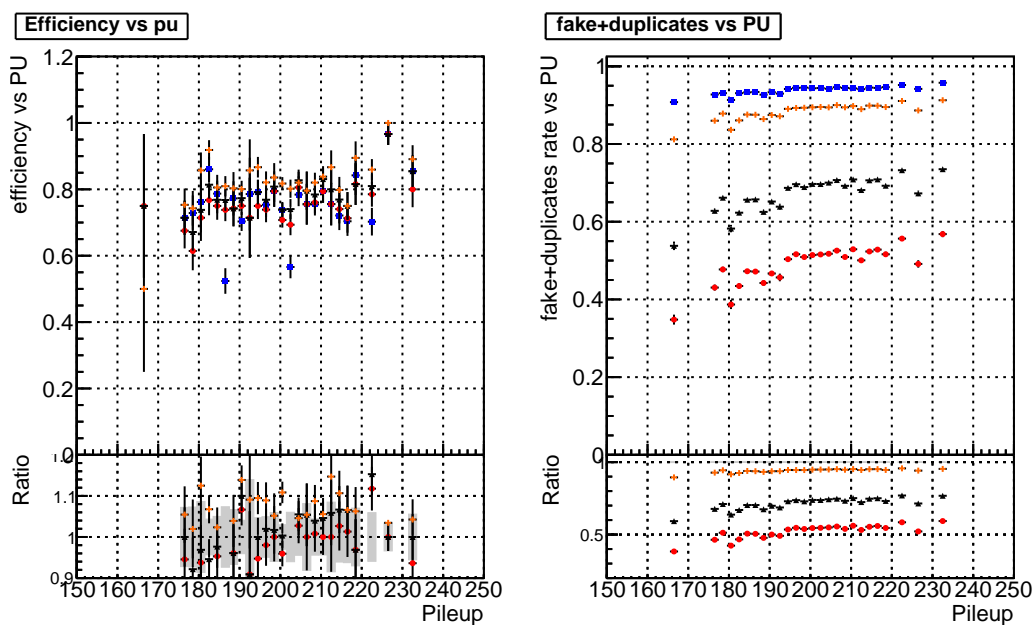 Efficiency vs pu
efficiency vs PU
1.2
1
0.8
0.6
0.4
0.2
0
Ratio
1.1
1
0.9
150 160 170 180 190 200 210 220 230 240 250
Pileup
fake+duplicates vs PU
fake+duplicates rate vs PU
1
0.8
0.6
0.4
0.2
0
Ratio
1
0.5
150 160 170 180 190 200 210 220 230 240 250
Pileup